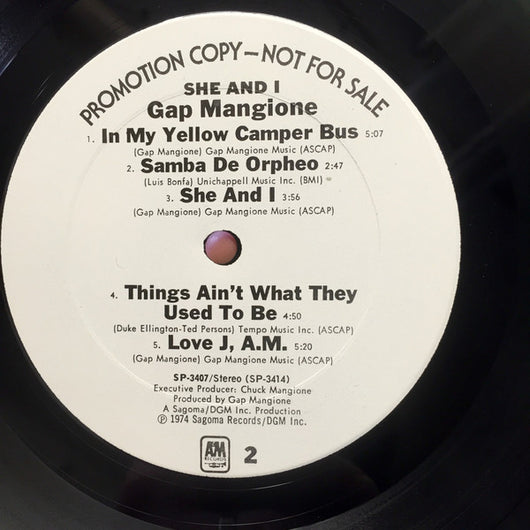 PROMOTION COPY—NOT FOR SALE
SHE AND I
Gap Mangione
1. In My Yellow Camper Bus 5:07
(Gap Mangione) Gap Mangione Music (ASCAP)
2. Samba De Orpheo 2:47
(Luis Bonfa) Unichappell Music Inc. (BMI)
3. She And I 3:56
(Gap Mangione) Gap Mangione Music (ASCAP)
4. Things Ain't What They
Used To Be 4:50
(Duke Ellington-Ted Persons) Tempo Music Inc. (ASCAP)
5. Love J, A.M. 5:20
(Gap Mangione) Gap Mangione Music (ASCAP)
SP-3407/Stereo (SP-3414)
Executive Producer: Chuck Mangione
Produced by Gap Mangione
A Sagoma/DGM Inc. Production
℗ 1974 Sagoma Records/DGM Inc.
A&M
RECORDS
2